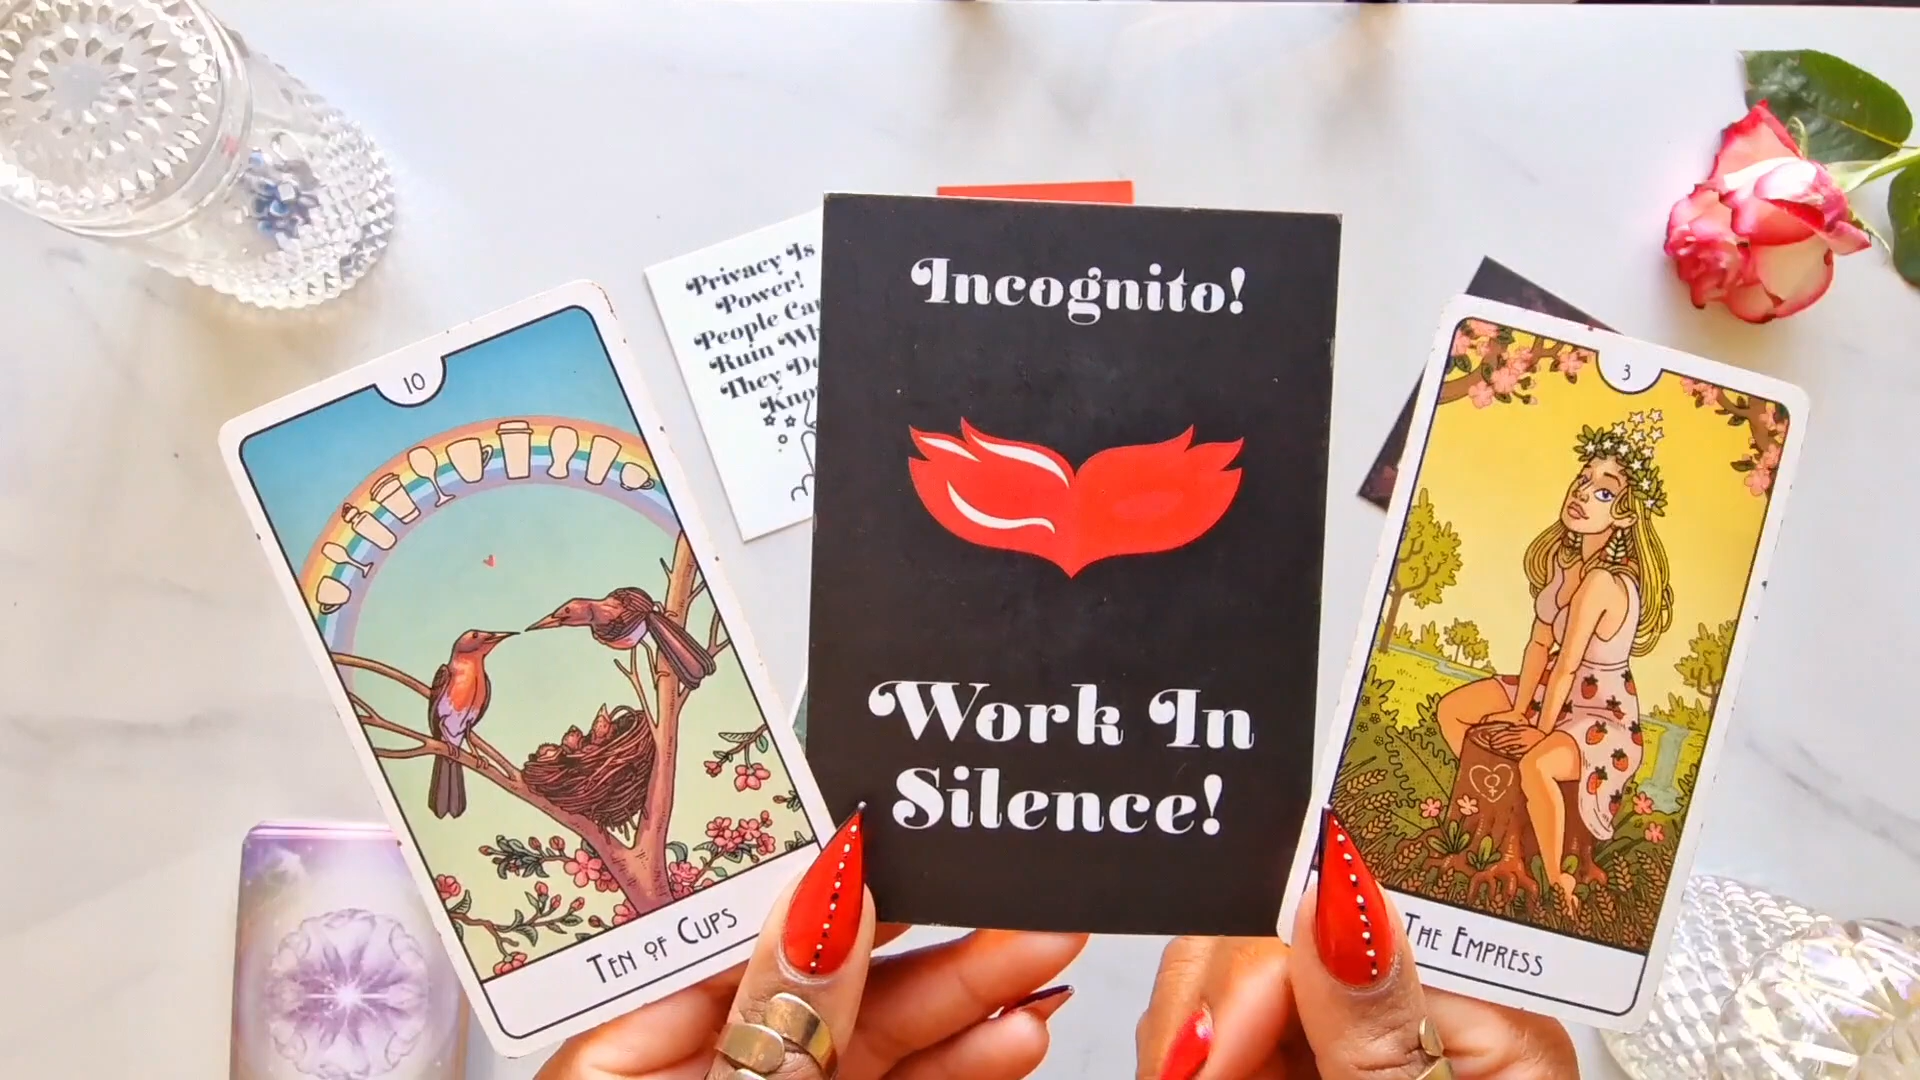 Incognito!
Work In
Silence!
Privacy Is
Power!
People
Ruin
They
10
Ten of Cups
3
The Empress